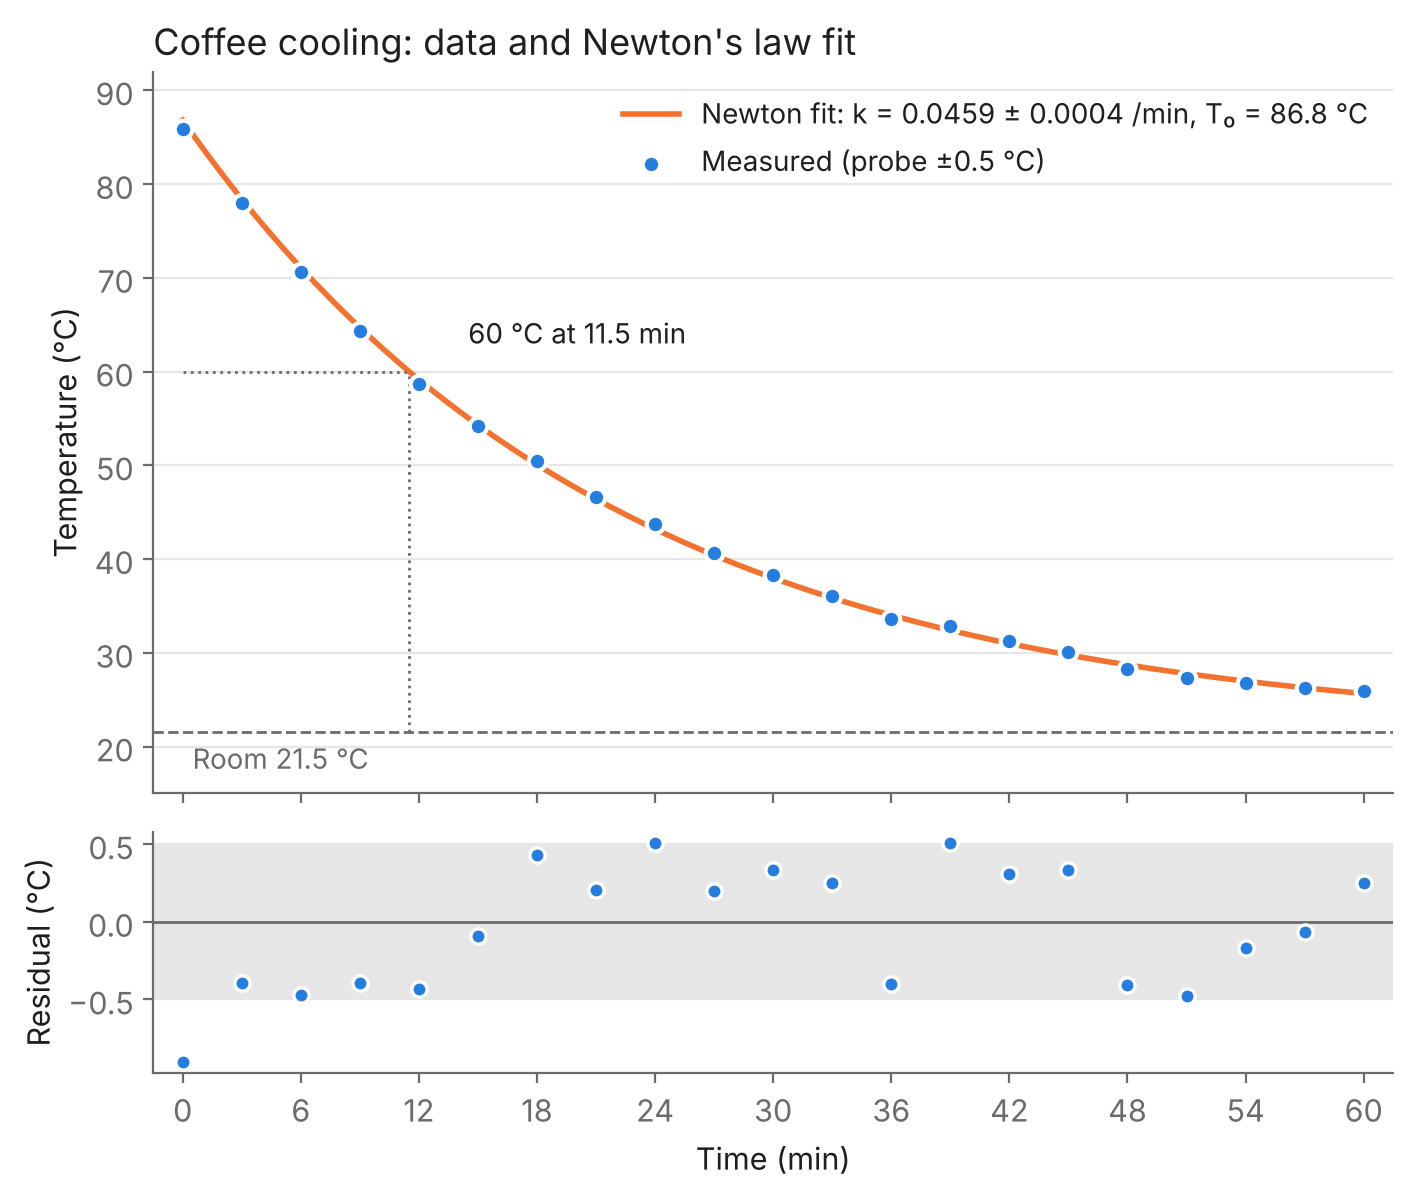 Coffee cooling: data and Newton's law fit
Newton fit: k = 0.0459 ± 0.0004 /min, T₀ = 86.8 °C
Measured (probe ±0.5 °C)
Temperature (°C)
90
80
70
60
50
40
30
20
60 °C at 11.5 min
Room 21.5 °C
Residual (°C)
0.5
0.0
−0.5
0 6 12 18 24 30 36 42 48 54 60
Time (min)